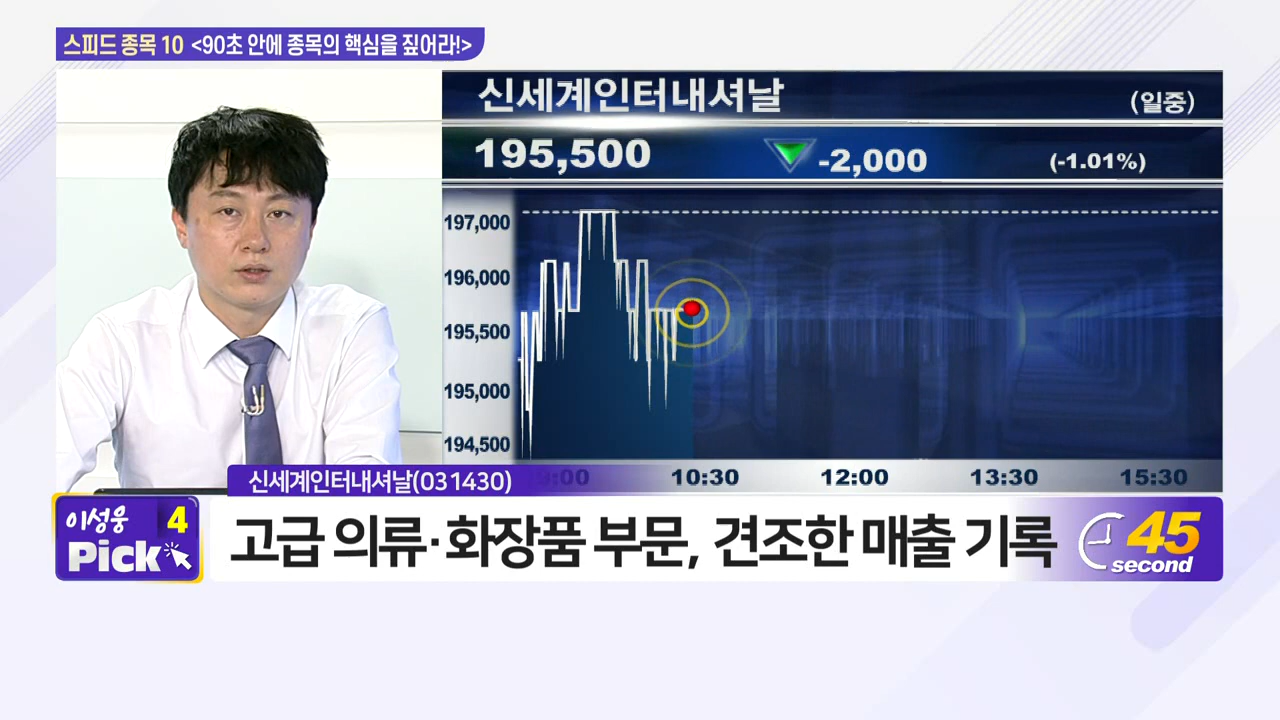 스피드 종목 10 <90초 안에 종목의 핵심을 짚어라!>
신세계인터내셔날
(일중)
195,500
-2,000
(-1.01%)
197,000
196,000
195,500
195,000
194,500
9:00
10:30
12:00
13:30
15:30
신세계인터내셔날(031430)
이성웅 4
Pick
고급 의류·화장품 부문, 견조한 매출 기록
45
second